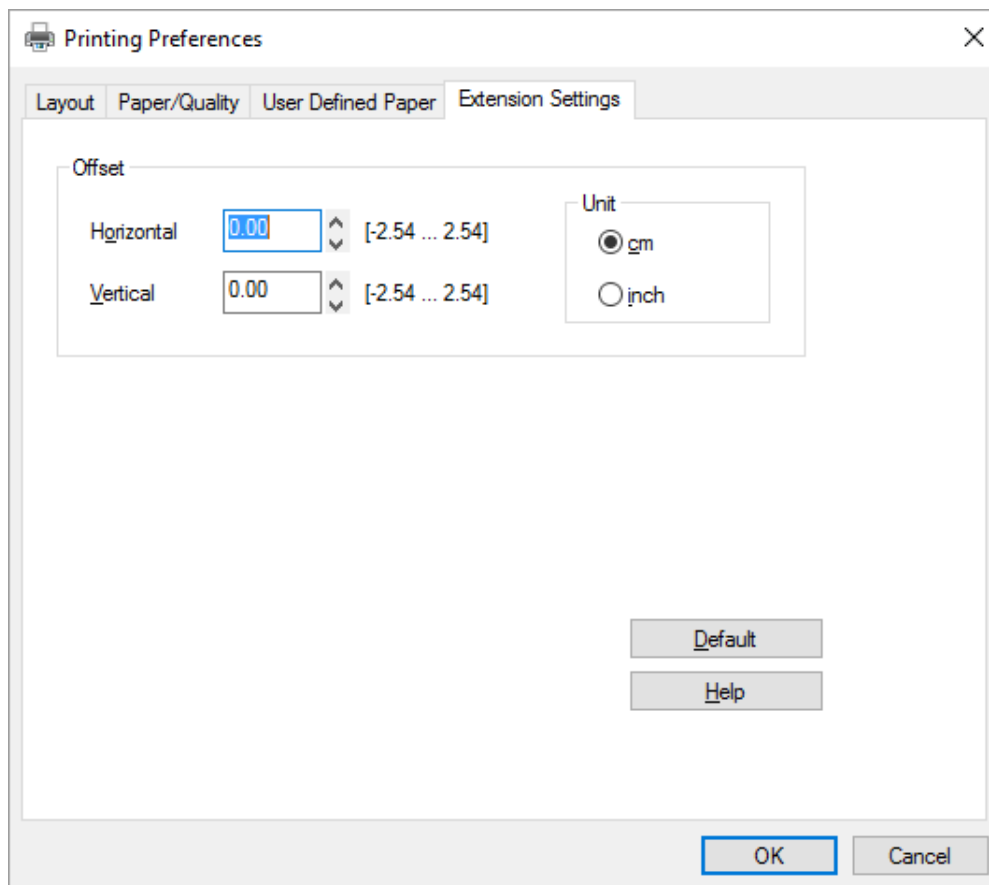 Printing Preferences
Layout Paper/Quality User Defined Paper Extension Settings
Offset
Unit
Horizontal 0.00 [-2.54 ... 2.54]
cm
Vertical 0.00 [-2.54 ... 2.54]
inch
Default
Help
OK Cancel